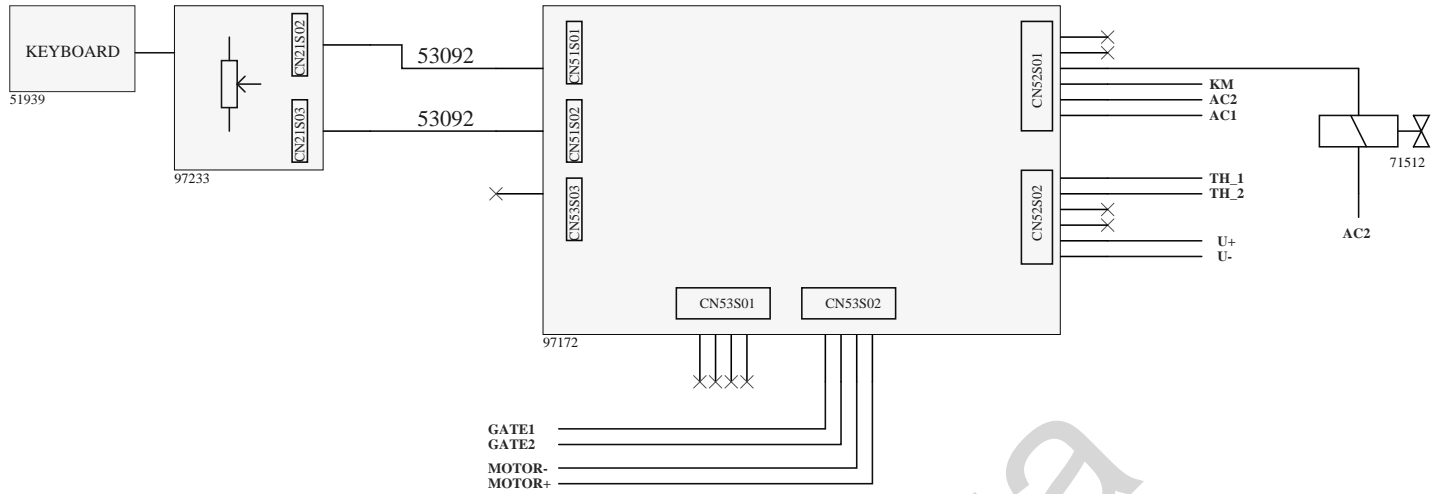 KEYBOARD
51939
CN21S02
CN21S03
97233
53092
53092
CN51S01
CN51S02
CN53S03
CN52S01
KM
AC2
AC1
71512
AC2
CN52S02
TH_1
TH_2
U+
U-
CN53S01
CN53S02
97172
GATE1
GATE2
MOTOR-
MOTOR+
a